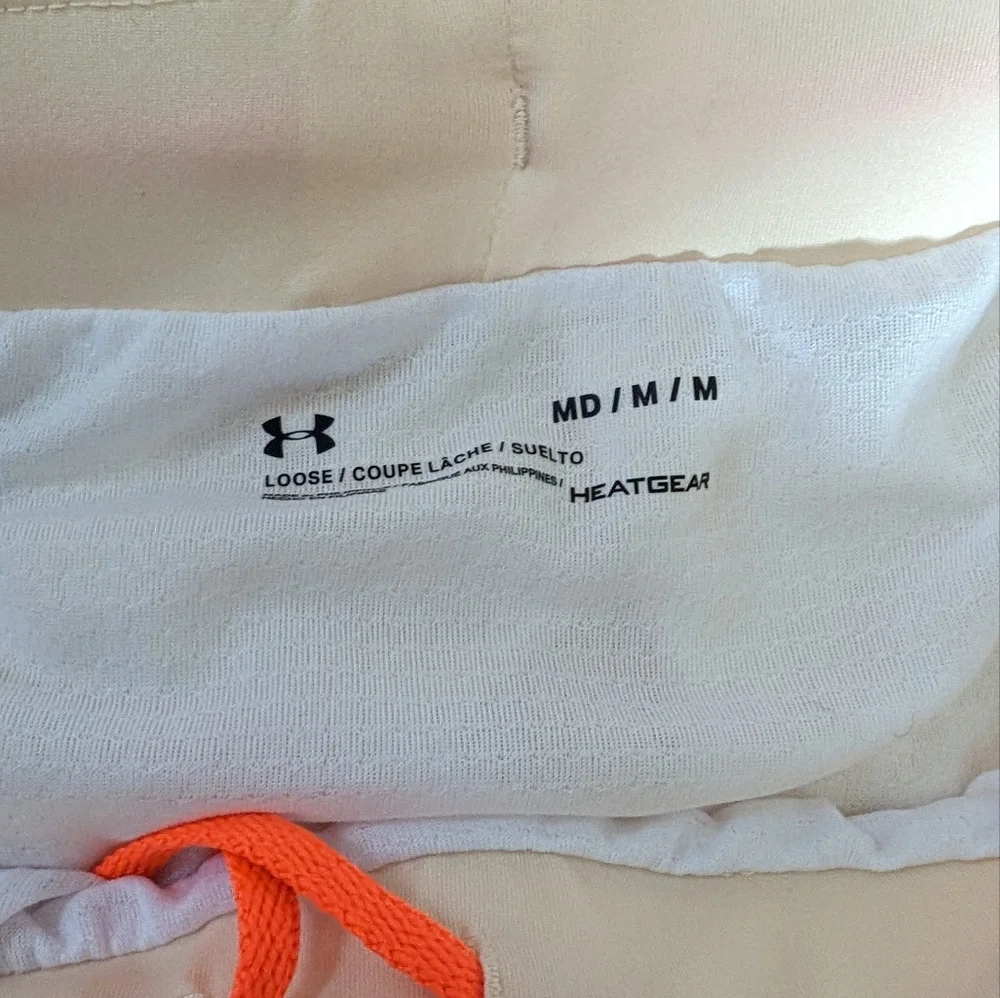 MD / M / M
LOOSE / COUPE LÂCHE / SUELTO
AUX PHILIPPINES /
HEATGEAR